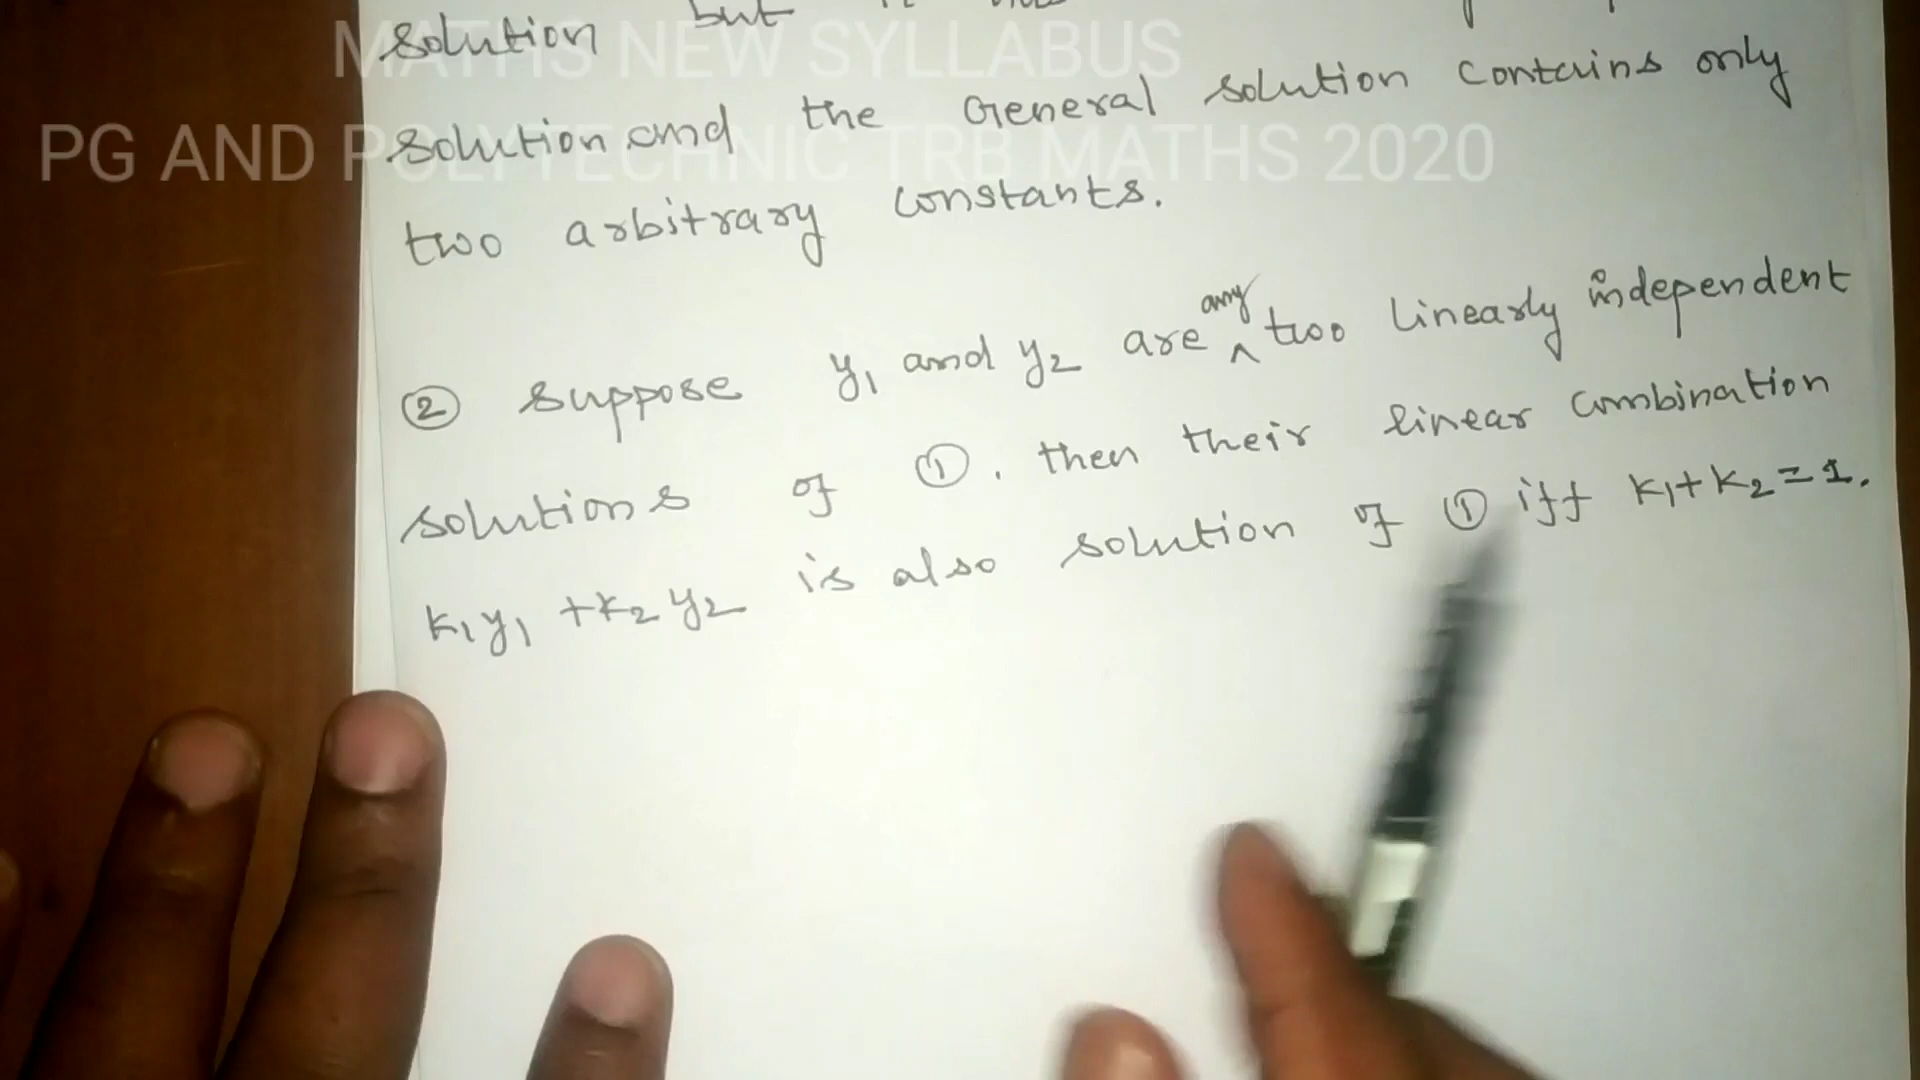 MATHS NEW SYLLABUS
PG AND POLYTECHNIC TRB MATHS 2020
solution but
solution and the General solution contains only
two arbitrary constants.
② suppose y₁ and y₂ are ^any two linearly independent
solutions of ①. then their linear combination
k₁y₁ + k₂y₂ is also solution of ① iff k₁+k₂=1.